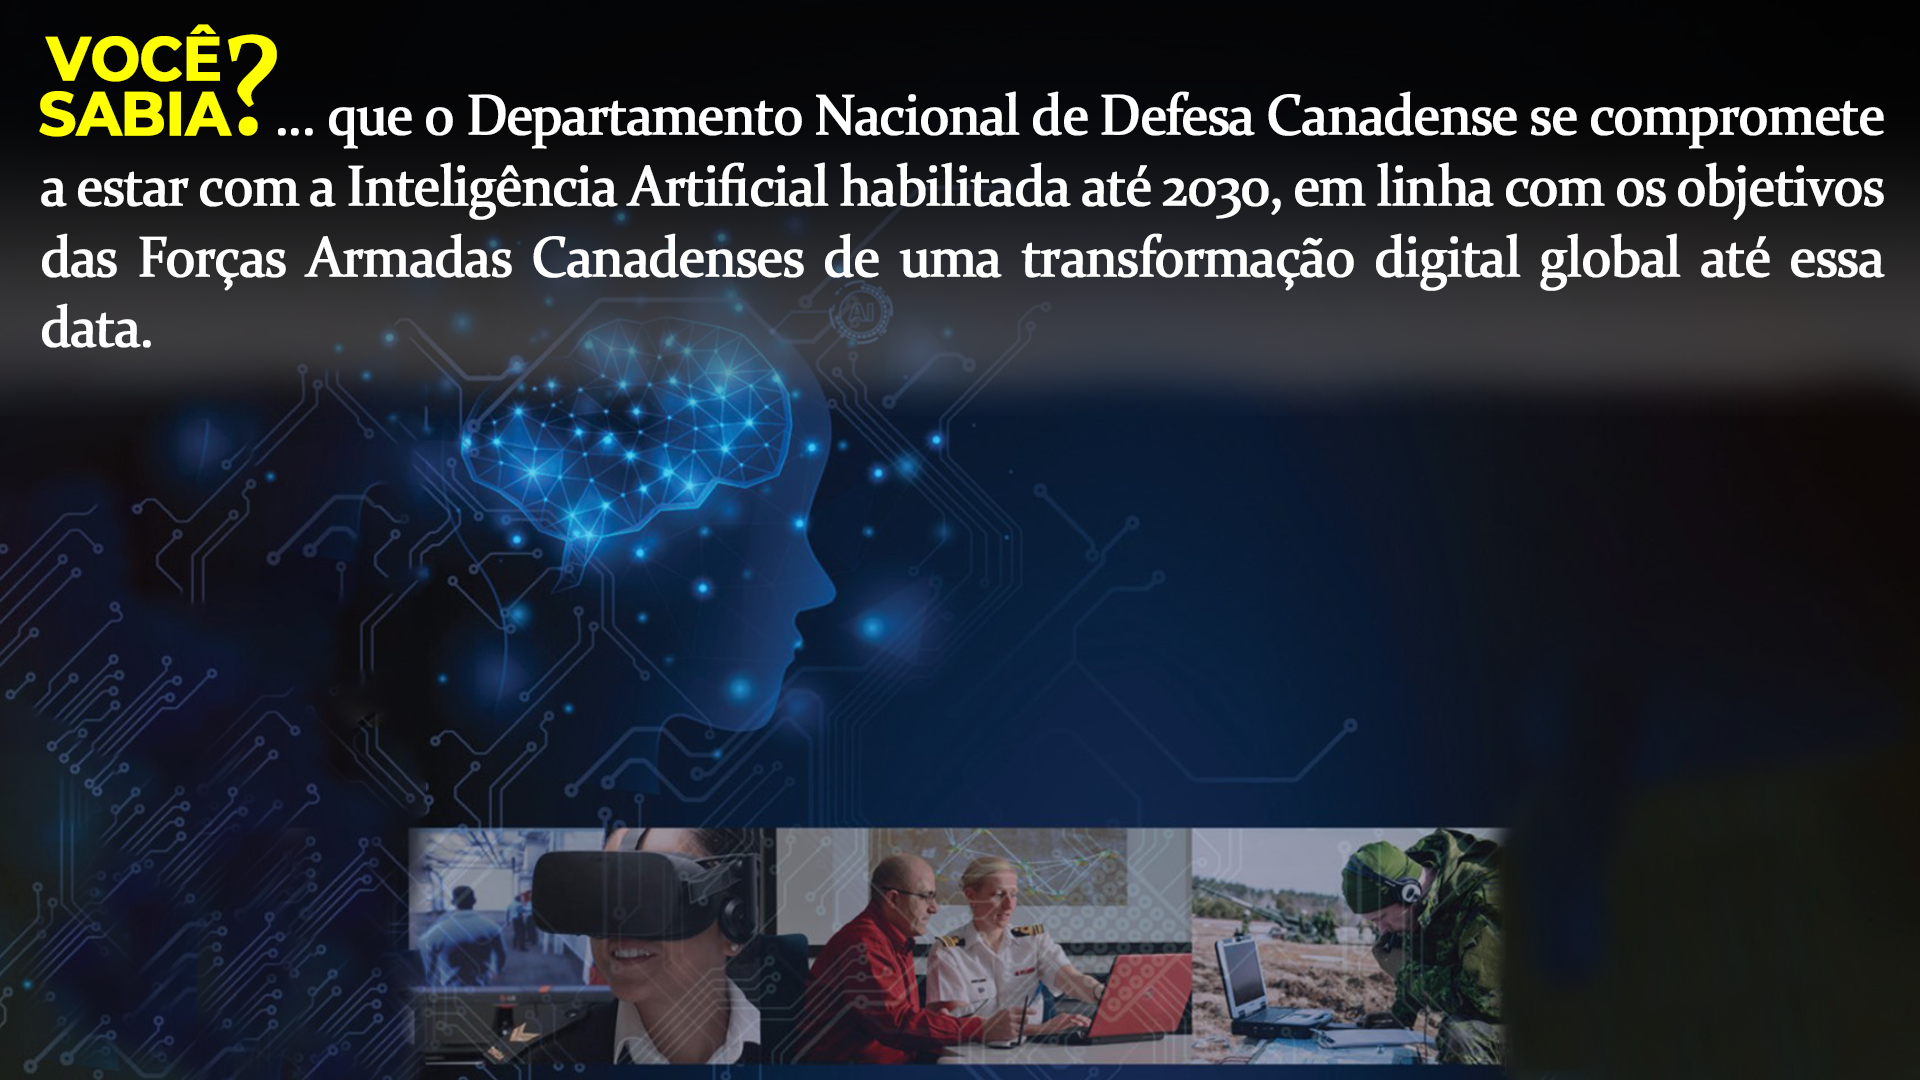 VOCÊ
SABIA? ... que o Departamento Nacional de Defesa Canadense se compromete
a estar com a Inteligência Artificial habilitada até 2030, em linha com os objetivos
das Forças Armadas Canadenses de uma transformação digital global até essa
data.
AI